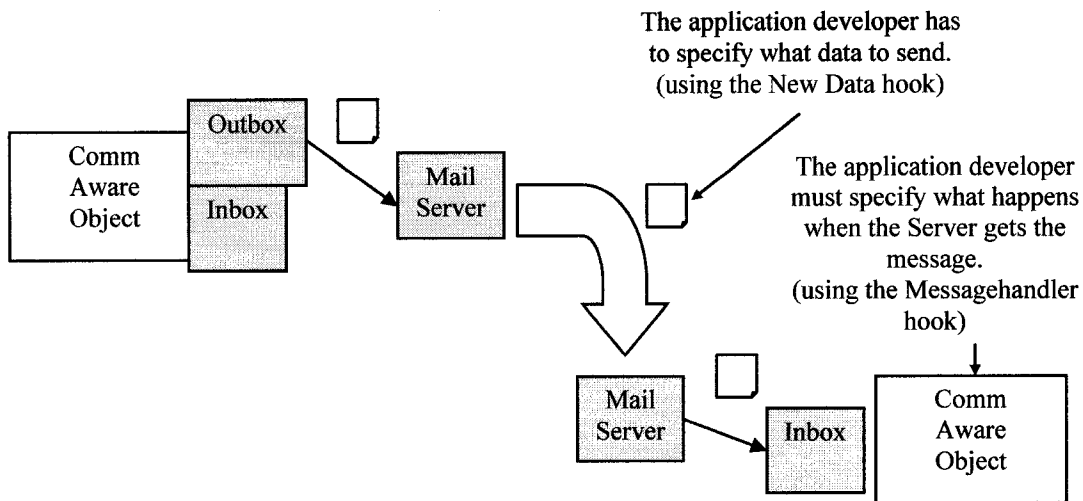 The application developer has
to specify what data to send.
(using the New Data hook)
Outbox
Comm
Aware
Object
Inbox
Mail
Server
The application developer
must specify what happens
when the Server gets the
message.
(using the Messagehandler
hook)
Mail
Server
Inbox
Comm
Aware
Object